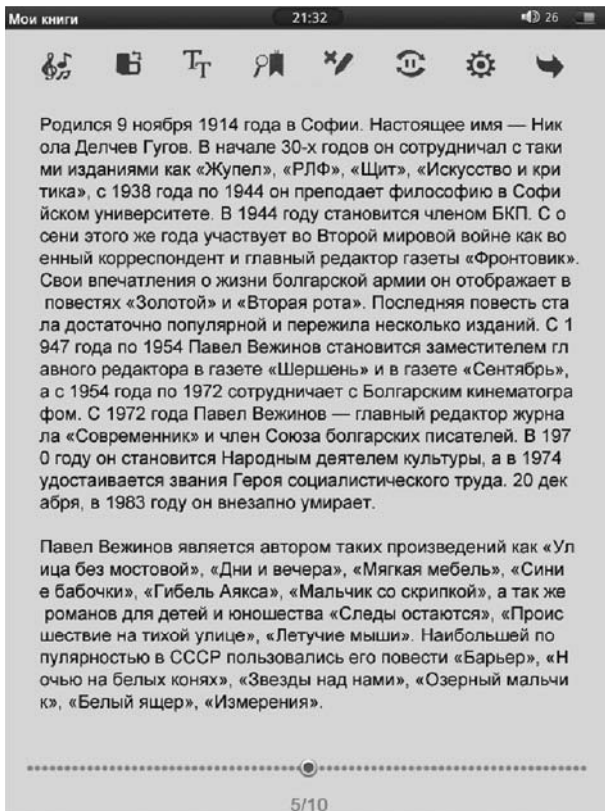 Мои книги 21:32 26
Родился 9 ноября 1914 года в Софии. Настоящее имя — Ник
ола Делчев Гугов. В начале 30-х годов он сотрудничал с таки
ми изданиями как «Жупел», «РЛФ», «Щит», «Искусство и кри
тика», с 1938 года по 1944 он преподает философию в Софи
йском университете. В 1944 году становится членом БКП. С о
сени этого же года участвует во Второй мировой войне как во
енный корреспондент и главный редактор газеты «Фронтовик».
Свои впечатления о жизни болгарской армии он отображает в
повестях «Золотой» и «Вторая рота». Последняя повесть ста
ла достаточно популярной и пережила несколько изданий. С 1
947 года по 1954 Павел Вежинов становится заместителем гл
авного редактора в газете «Шершень» и в газете «Сентябрь»,
а с 1954 года по 1972 сотрудничает с Болгарским кинематогра
фом. С 1972 года Павел Вежинов — главный редактор журна
ла «Современник» и член Союза болгарских писателей. В 197
0 году он становится Народным деятелем культуры, а в 1974
удостаивается звания Героя социалистического труда. 20 дек
абря, в 1983 году он внезапно умирает.
Павел Вежинов является автором таких произведений как «Ул
ица без мостовой», «Дни и вечера», «Мягкая мебель», «Сини
е бабочки», «Гибель Аякса», «Мальчик со скрипкой», а так же
романов для детей и юношества «Следы остаются», «Проис
шествие на тихой улице», «Летучие мыши». Наибольшей по
пулярностью в СССР пользовались его повести «Барьер», «Н
очью на белых конях», «Звезды над нами», «Озерный мальчи
к», «Белый ящер», «Измерения».
5/10